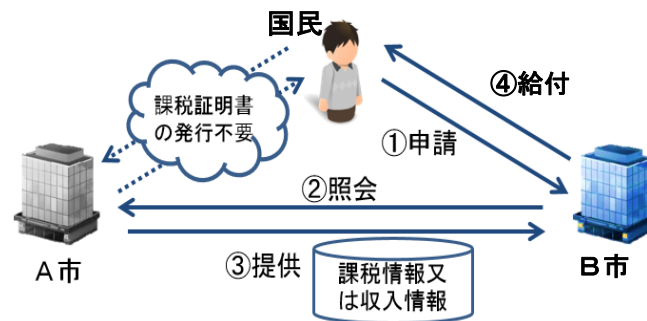 国民
課税証明書
の発行不要
④給付
①申請
②照会
A市
③提供
課税情報又
は収入情報
B市